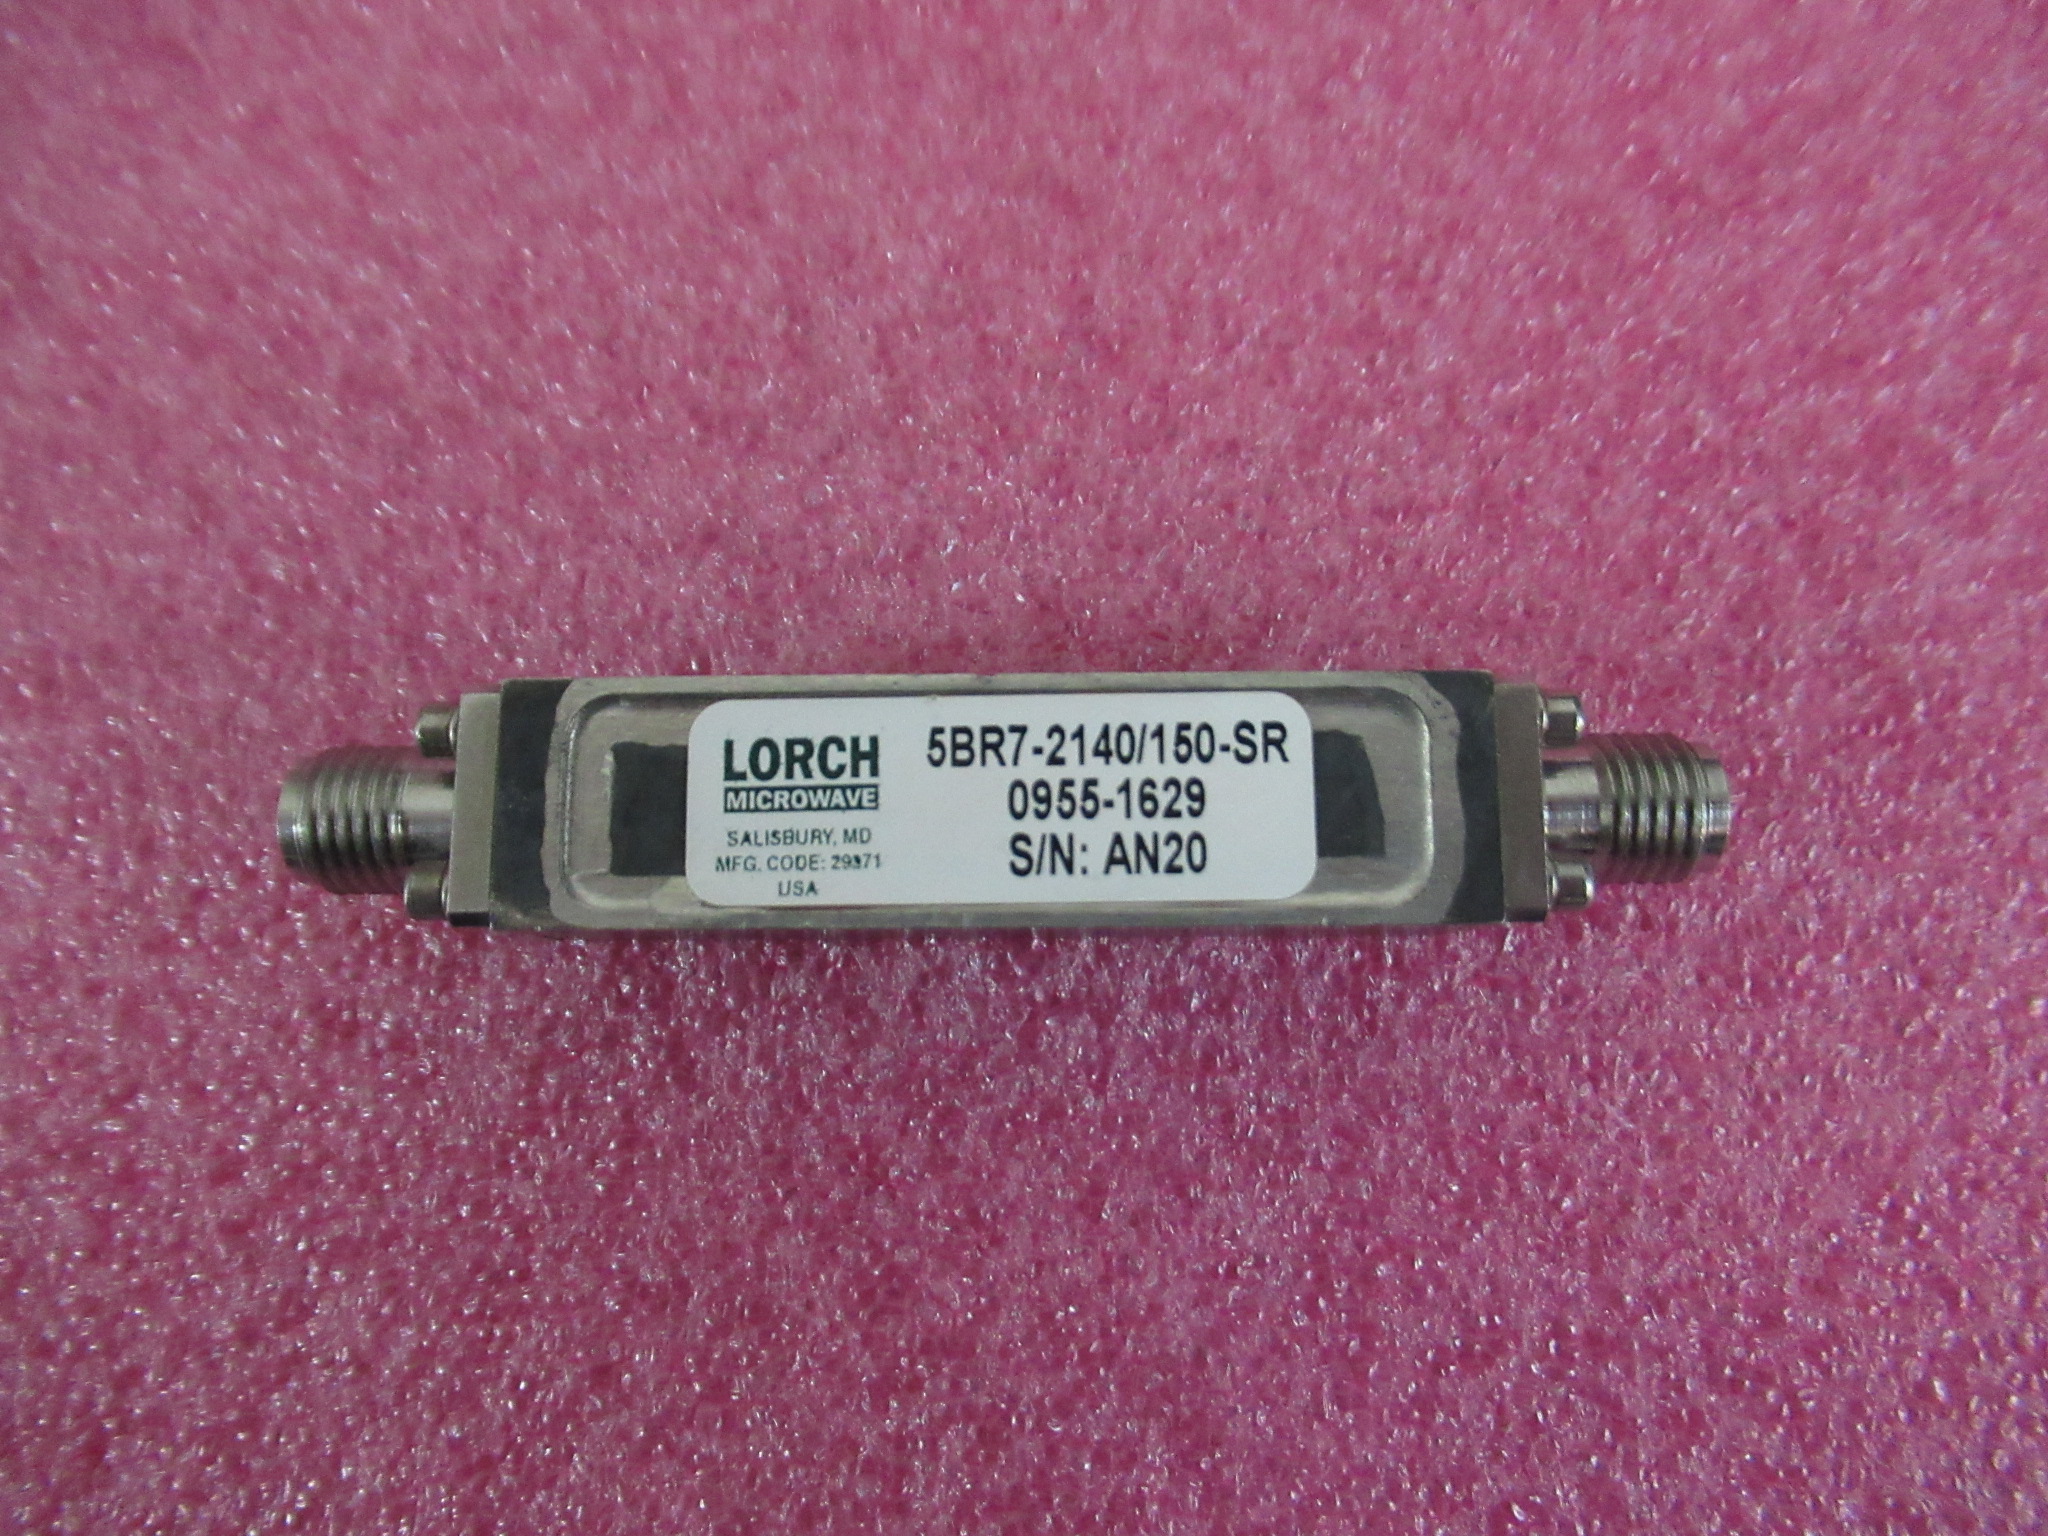 LORCH
MICROWAVE
SALISBURY, MD
MFG. CODE: 29871
USA
5BR7-2140/150-SR
0955-1629
S/N: AN20